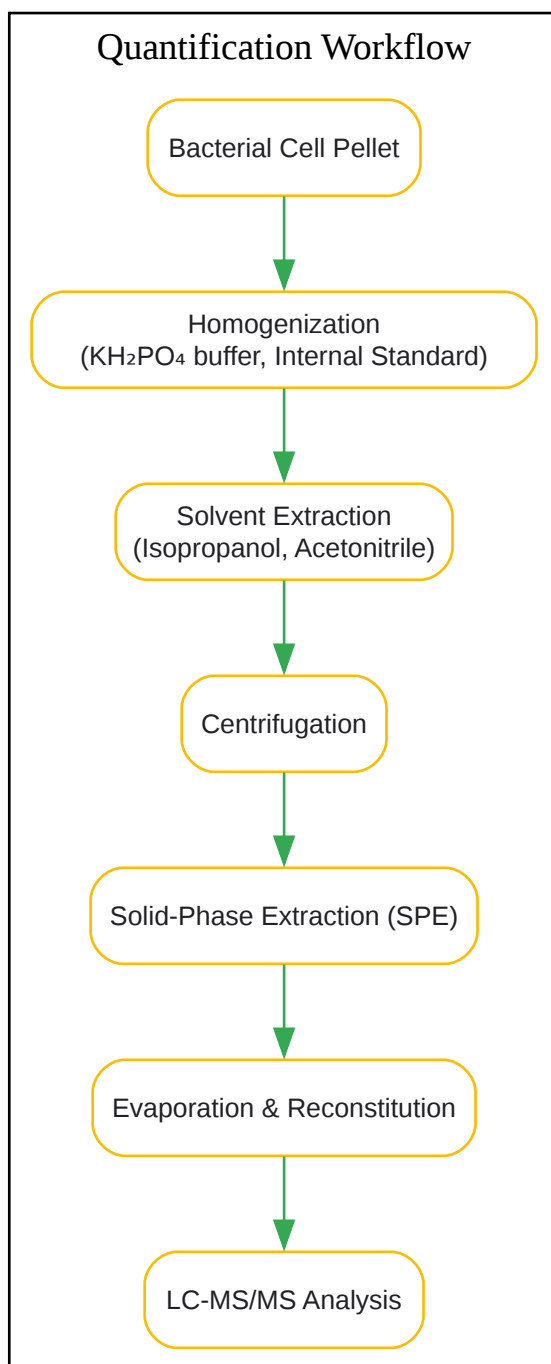 Quantification Workflow
Bacterial Cell Pellet
Homogenization
(KH₂PO₄ buffer, Internal Standard)
Solvent Extraction
(Isopropanol, Acetonitrile)
Centrifugation
Solid-Phase Extraction (SPE)
Evaporation & Reconstitution
LC-MS/MS Analysis